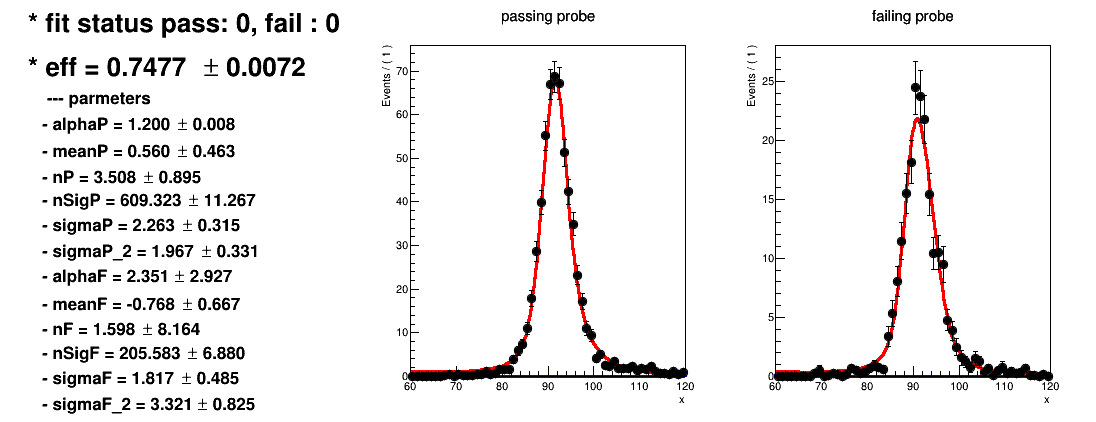 * fit status pass: 0, fail : 0
* eff = 0.7477 ± 0.0072
--- parmeters
- alphaP = 1.200 ± 0.008
- meanP = 0.560 ± 0.463
- nP = 3.508 ± 0.895
- nSigP = 609.323 ± 11.267
- sigmaP = 2.263 ± 0.315
- sigmaP_2 = 1.967 ± 0.331
- alphaF = 2.351 ± 2.927
- meanF = -0.768 ± 0.667
- nF = 1.598 ± 8.164
- nSigF = 205.583 ± 6.880
- sigmaF = 1.817 ± 0.485
- sigmaF_2 = 3.321 ± 0.825
passing probe
Events / ( 1 )
70
60
50
40
30
20
10
0
60 70 80 90 100 110 120
x
failing probe
Events / ( 1 )
25
20
15
10
5
0
60 70 80 90 100 110 120
x